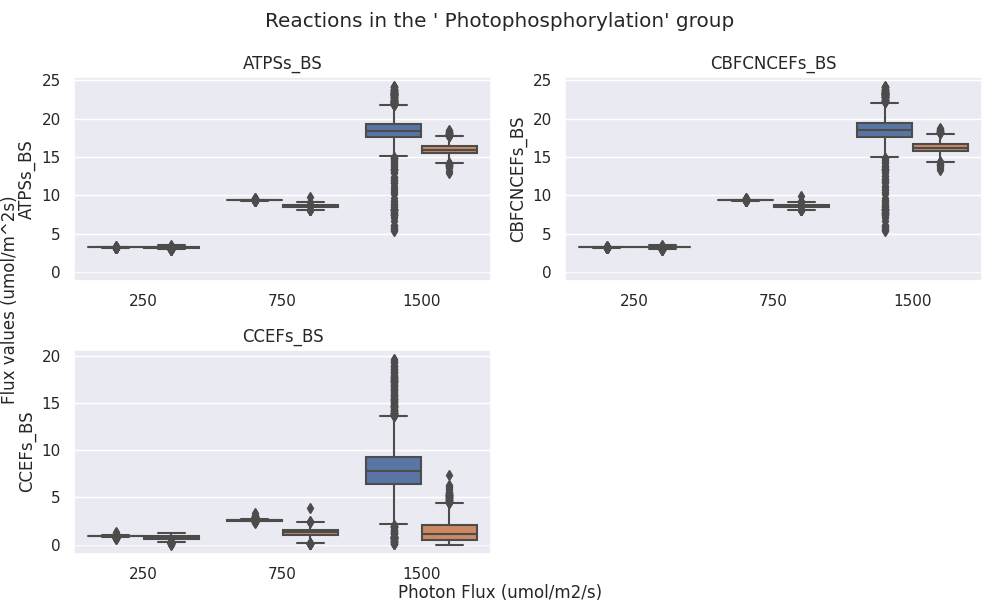 Reactions in the ' Photophosphorylation' group
ATPSs_BS
25
20
15
10
5
0
ATPSs_BS
250
750
1500
CBFCNCEFs_BS
25
20
15
10
5
0
CBFCNCEFs_BS
250
750
1500
Flux values (umol/m^2s)
CCEFs_BS
20
15
10
5
0
CCEFs_BS
250
750
1500
Photon Flux (umol/m2/s)